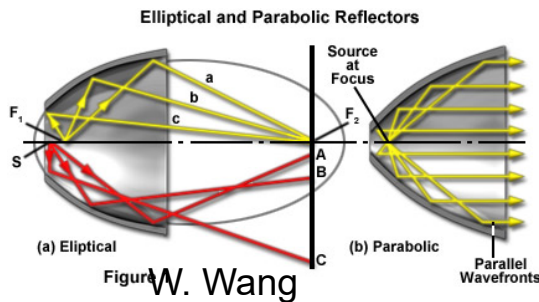 Elliptical and Parabolic Reflectors
Source
at
Focus
a
b
c
F1
F2
S
A
B
C
(a) Eliptical
(b) Parabolic
Parallel
Wavefronts
Figure
W. Wang